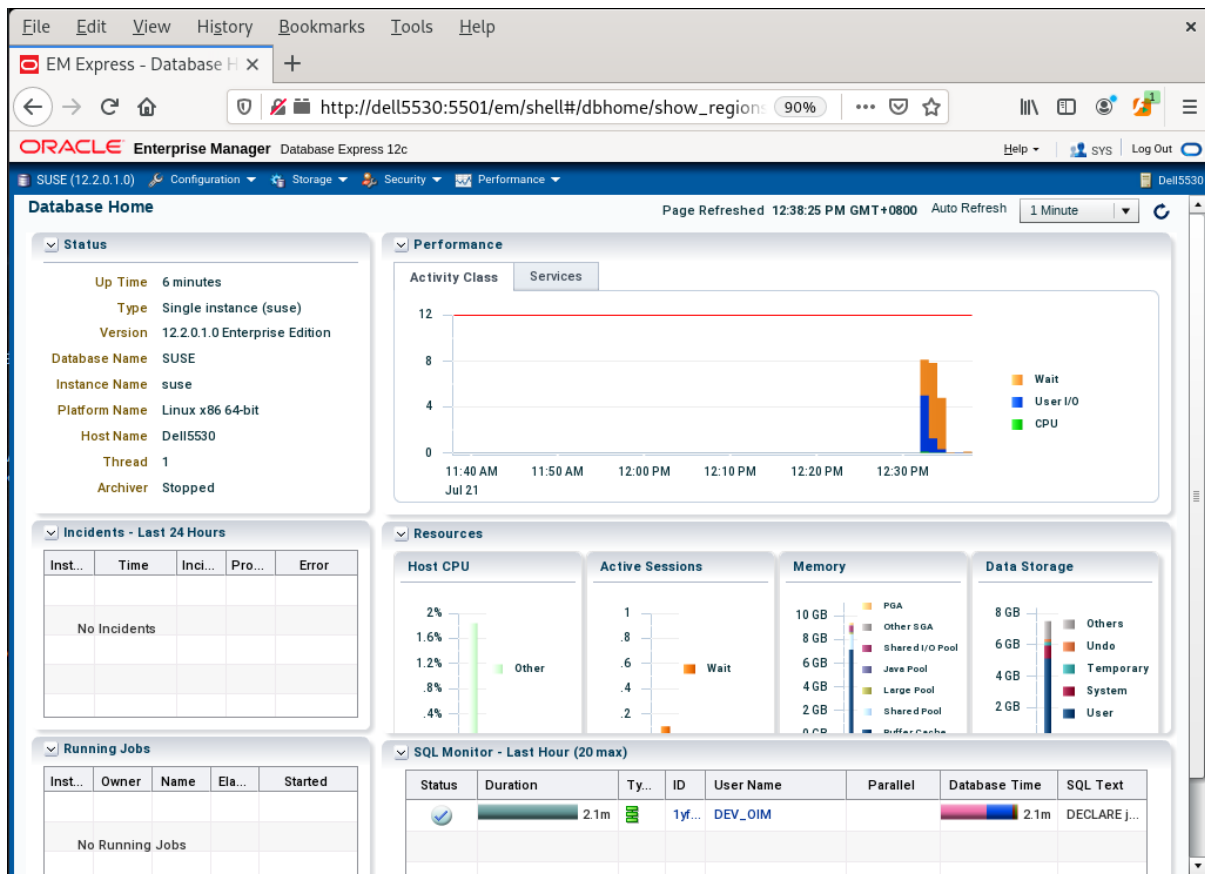 File Edit View History Bookmarks Tools Help
EM Express - Database H
http://dell5530:5501/em/shell#/dbhome/show_regions 90%
1
ORACLE Enterprise Manager Database Express 12c Help SYS Log Out
SUSE (12.2.0.1.0) Configuration Storage Security Performance Dell5530
Database Home Page Refreshed 12:38:25 PM GMT+0800 Auto Refresh 1 Minute
Status
Up Time 6 minutes
Type Single instance (suse)
Version 12.2.0.1.0 Enterprise Edition
Database Name SUSE
Instance Name suse
Platform Name Linux x86 64-bit
Host Name Dell5530
Thread 1
Archiver Stopped
Performance
Activity Class Services
12
8
4
0
11:40 AM 11:50 AM 12:00 PM 12:10 PM 12:20 PM 12:30 PM
Jul 21
Wait
User I/O
CPU
Incidents - Last 24 Hours
Inst... Time Inci... Pro... Error
No Incidents
Resources
Host CPU
2%
1.6%
1.2%
.8%
.4%
Other
Active Sessions
1
.8
.6
.4
.2
Wait
Memory
10 GB
8 GB
6 GB
4 GB
2 GB
0 GB
PGA
Other SGA
Shared I/O Pool
Java Pool
Large Pool
Shared Pool
Buffer Cache
Data Storage
8 GB
6 GB
4 GB
2 GB
Others
Undo
Temporary
System
User
Running Jobs
Inst... Owner Name Ela... Started
No Running Jobs
SQL Monitor - Last Hour (20 max)
Status Duration Ty... ID User Name Parallel Database Time SQL Text
2.1m 1yf... DEV_OIM 2.1m DECLARE j...